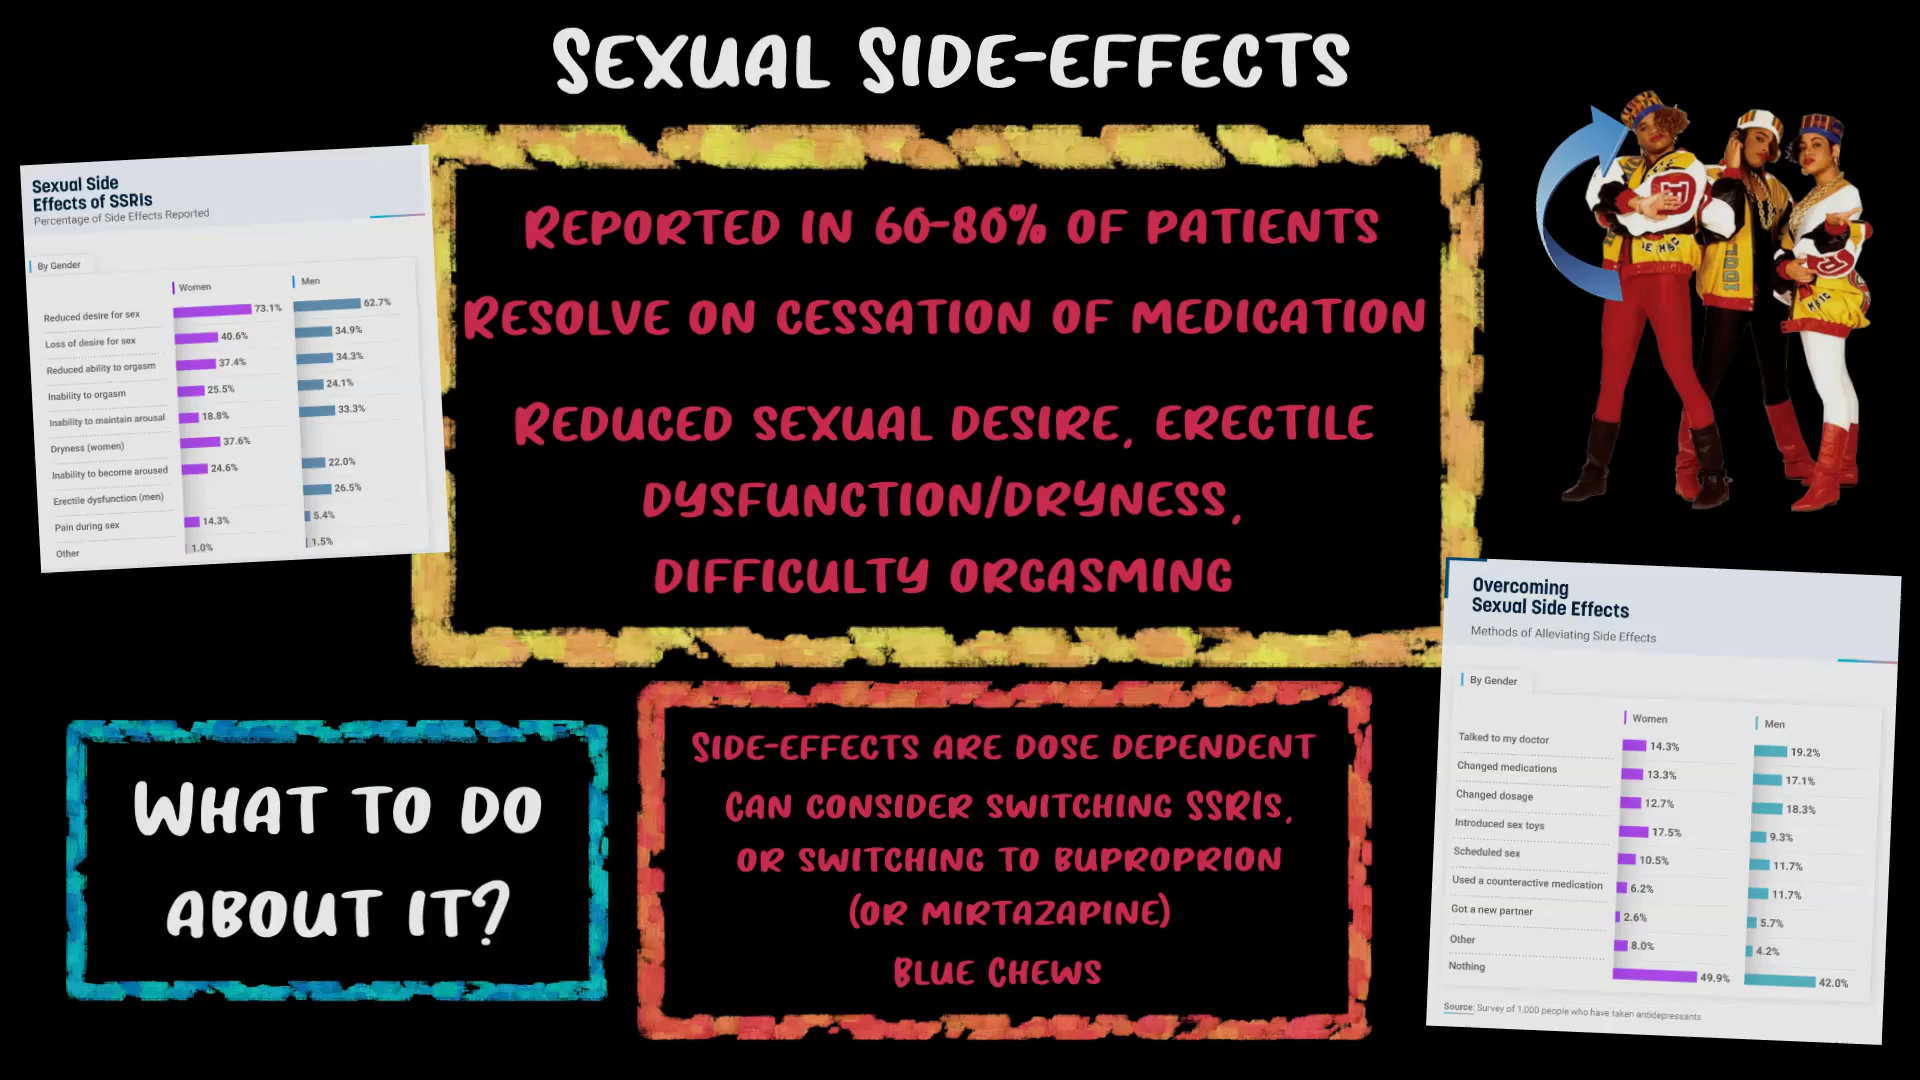 Sexual Side-effects
Sexual Side
Effects of SSRIs
Percentage of Side Effects Reported
By Gender
Women Men
Reduced desire for sex 73.1% 62.7%
Loss of desire for sex 40.6% 34.9%
Reduced ability to orgasm 37.4% 34.3%
Inability to orgasm 25.5% 24.1%
Inability to maintain arousal 18.8% 33.3%
Dryness (women) 37.6%
Inability to become aroused 24.6% 22.0%
Erectile dysfunction (men) 26.5%
Pain during sex 14.3% 5.4%
Other 1.0% 1.5%
Reported in 60-80% of patients
Resolve on cessation of medication
Reduced sexual desire, erectile
dysfunction/dryness,
difficulty orgasming
What to do
about it?
Side-effects are dose dependent
Can consider switching SSRIs,
or switching to buproprion
(or mirtazapine)
Blue Chews
Overcoming
Sexual Side Effects
Methods of Alleviating Side Effects
By Gender
Women Men
Talked to my doctor 14.3% 19.2%
Changed medications 13.3% 17.1%
Changed dosage 12.7% 18.3%
Introduced sex toys 17.5% 9.3%
Scheduled sex 10.5% 11.7%
Used a counteractive medication 6.2% 11.7%
Got a new partner 2.6% 5.7%
Other 8.0% 4.2%
Nothing 49.9% 42.0%
Source: Survey of 1,000 people who have taken antidepressants